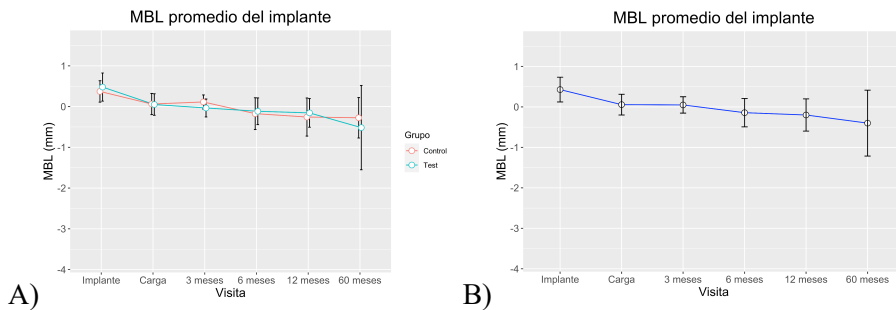 MBL promedio del implante
MBL (mm)
1
0
-1
-2
-3
-4
Implante Carga 3 meses 6 meses 12 meses 60 meses
Visita
Grupo
Control
Test
A)
MBL promedio del implante
MBL (mm)
1
0
-1
-2
-3
-4
Implante Carga 3 meses 6 meses 12 meses 60 meses
Visita
B)